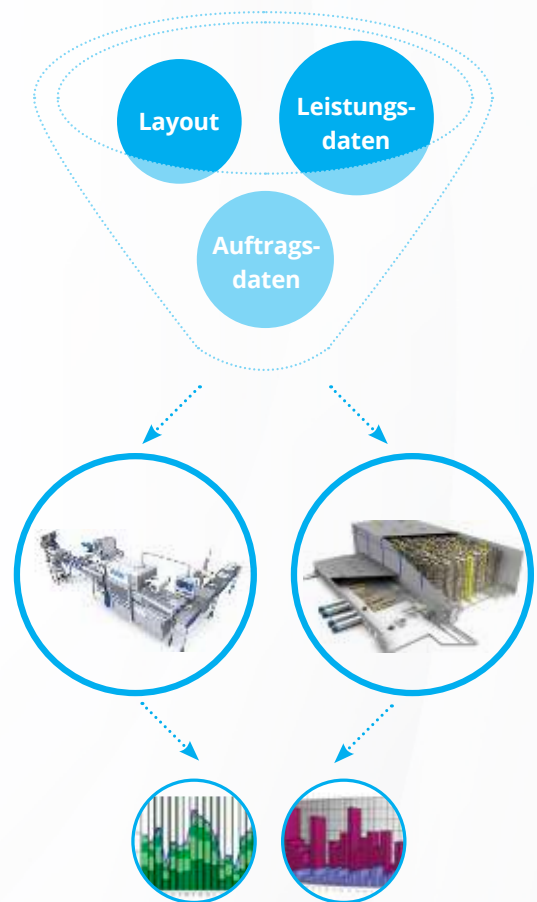 Layout
Leistungs-
daten
Auftrags-
daten